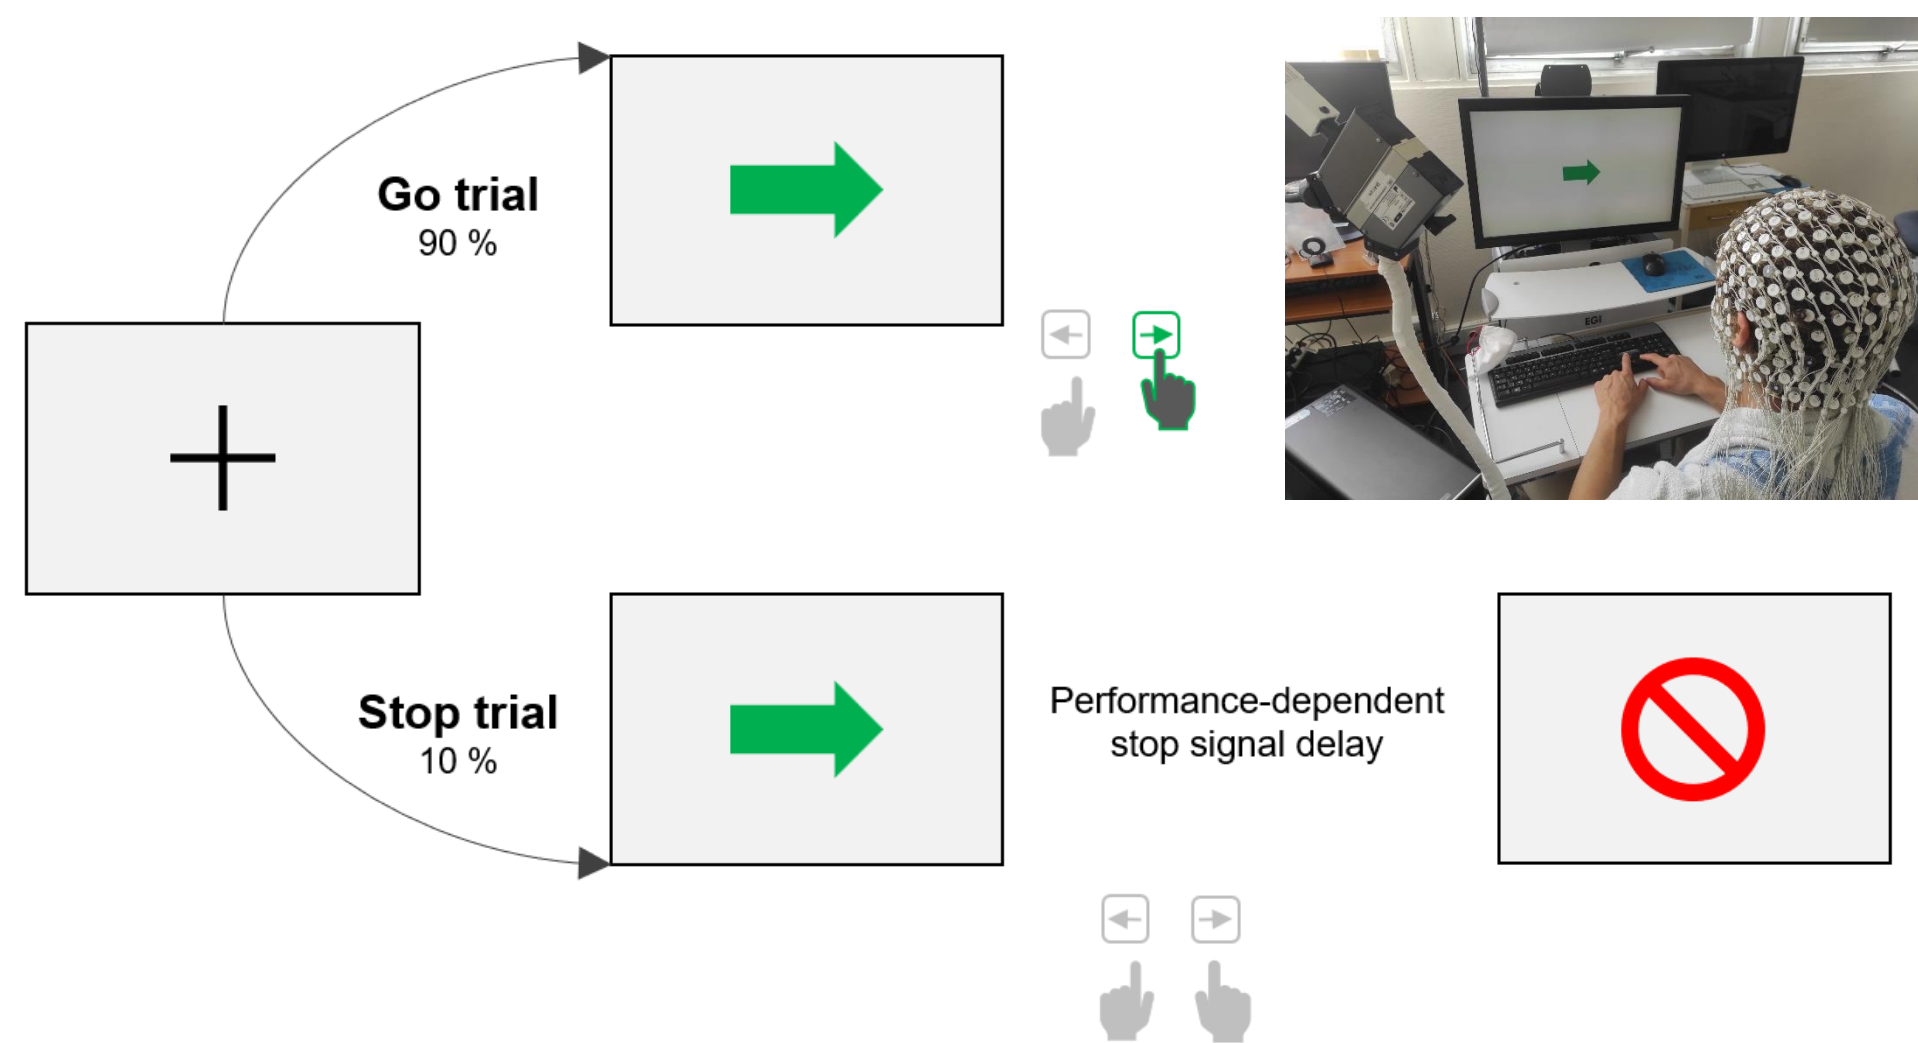 Go trial
90 %
EGI
Stop trial
10 %
Performance-dependent
stop signal delay